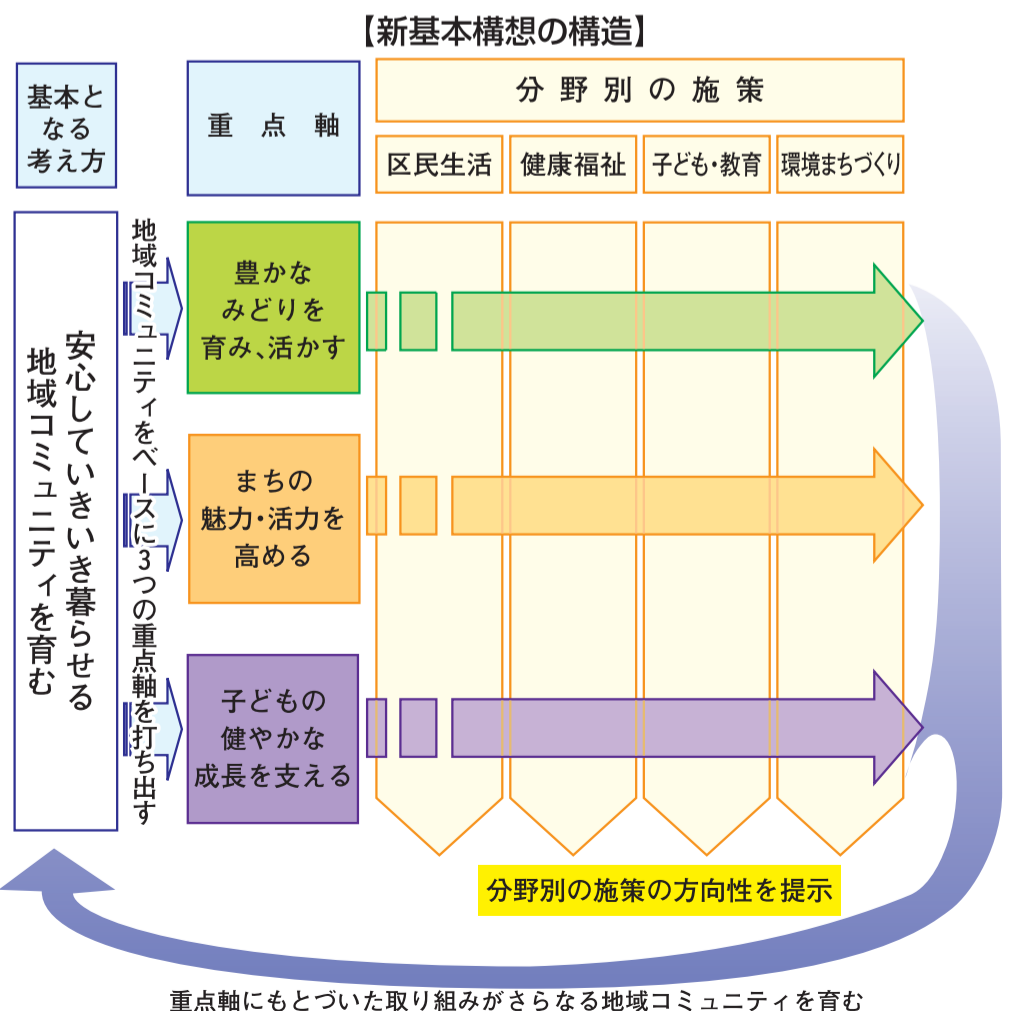 【新基本構想の構造】
基本と
なる
考え方
重点軸
分野別の施策
区民生活
健康福祉
子ども・教育
環境まちづくり
安心していきいき暮らせる
地域コミュニティを育む
地域コミュニティをベースに3つの重点軸を打ち出す
豊かな
みどりを
育み、活かす
まちの
魅力・活力を
高める
子どもの
健やかな
成長を支える
分野別の施策の方向性を提示
重点軸にもとづいた取り組みがさらなる地域コミュニティを育む